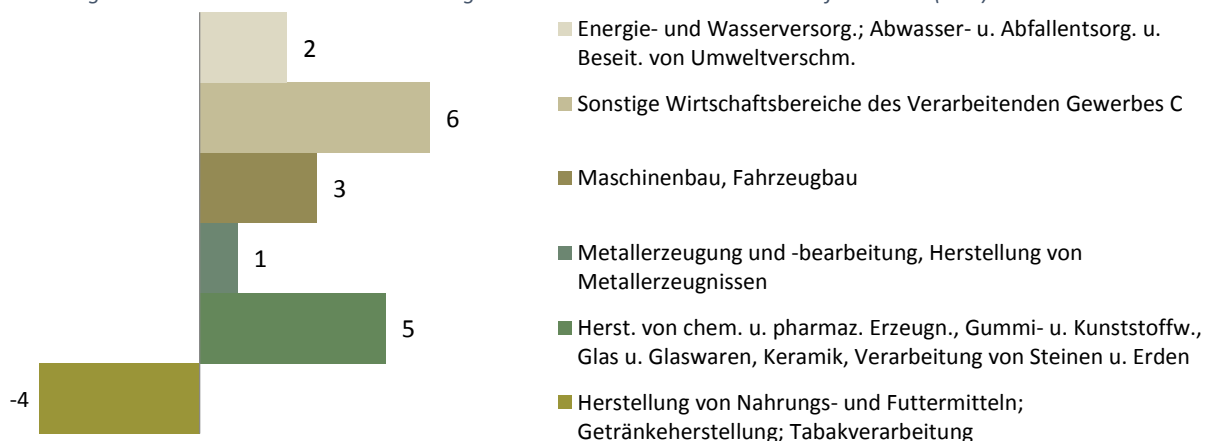 2
Energie- und Wasserversorg.; Abwasser- u. Abfallentsorg. u.
Beseit. von Umweltverschm.
6
Sonstige Wirtschaftsbereiche des Verarbeitenden Gewerbes C
3
Maschinenbau, Fahrzeugbau
1
Metallerzeugung und -bearbeitung, Herstellung von
Metallerzeugnissen
5
Herst. von chem. u. pharmaz. Erzeugn., Gummi- u. Kunststoffw.,
Glas u. Glaswaren, Keramik, Verarbeitung von Steinen u. Erden
-4
Herstellung von Nahrungs- und Futtermitteln;
Getränkeherstellung; Tabakverarbeitung